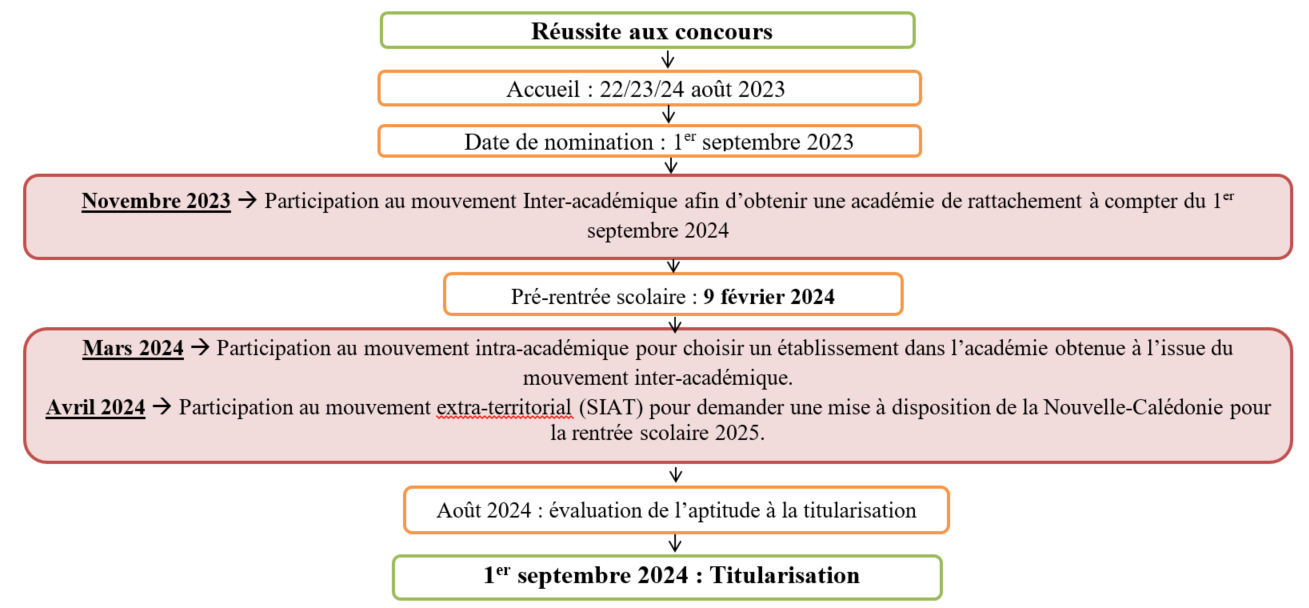 Réussite aux concours
Accueil : 22/23/24 août 2023
Date de nomination : 1er septembre 2023
Novembre 2023 → Participation au mouvement Inter-académique afin d’obtenir une académie de rattachement à compter du 1er
septembre 2024
Pré-rentrée scolaire : 9 février 2024
Mars 2024 → Participation au mouvement intra-académique pour choisir un établissement dans l’académie obtenue à l’issue du
mouvement inter-académique.
Avril 2024 → Participation au mouvement extra-territorial (SIAT) pour demander une mise à disposition de la Nouvelle-Calédonie pour
la rentrée scolaire 2025.
Août 2024 : évaluation de l’aptitude à la titularisation
1er septembre 2024 : Titularisation